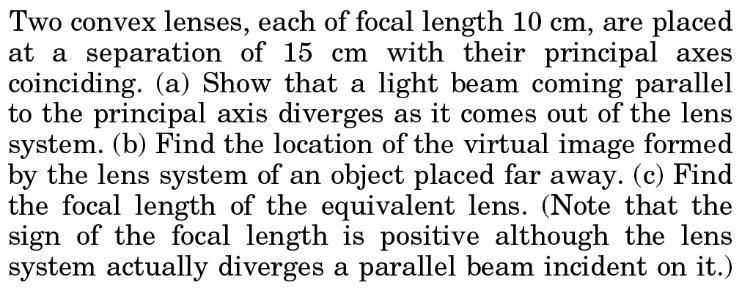 Two convex lenses, each of focal length 10 cm, are placed
at a separation of 15 cm with their principal axes
coinciding. (a) Show that a light beam coming parallel
to the principal axis diverges as it comes out of the lens
system. (b) Find the location of the virtual image formed
by the lens system of an object placed far away. (c) Find
the focal length of the equivalent lens. (Note that the
sign of the focal length is positive although the lens
system actually diverges a parallel beam incident on it.)